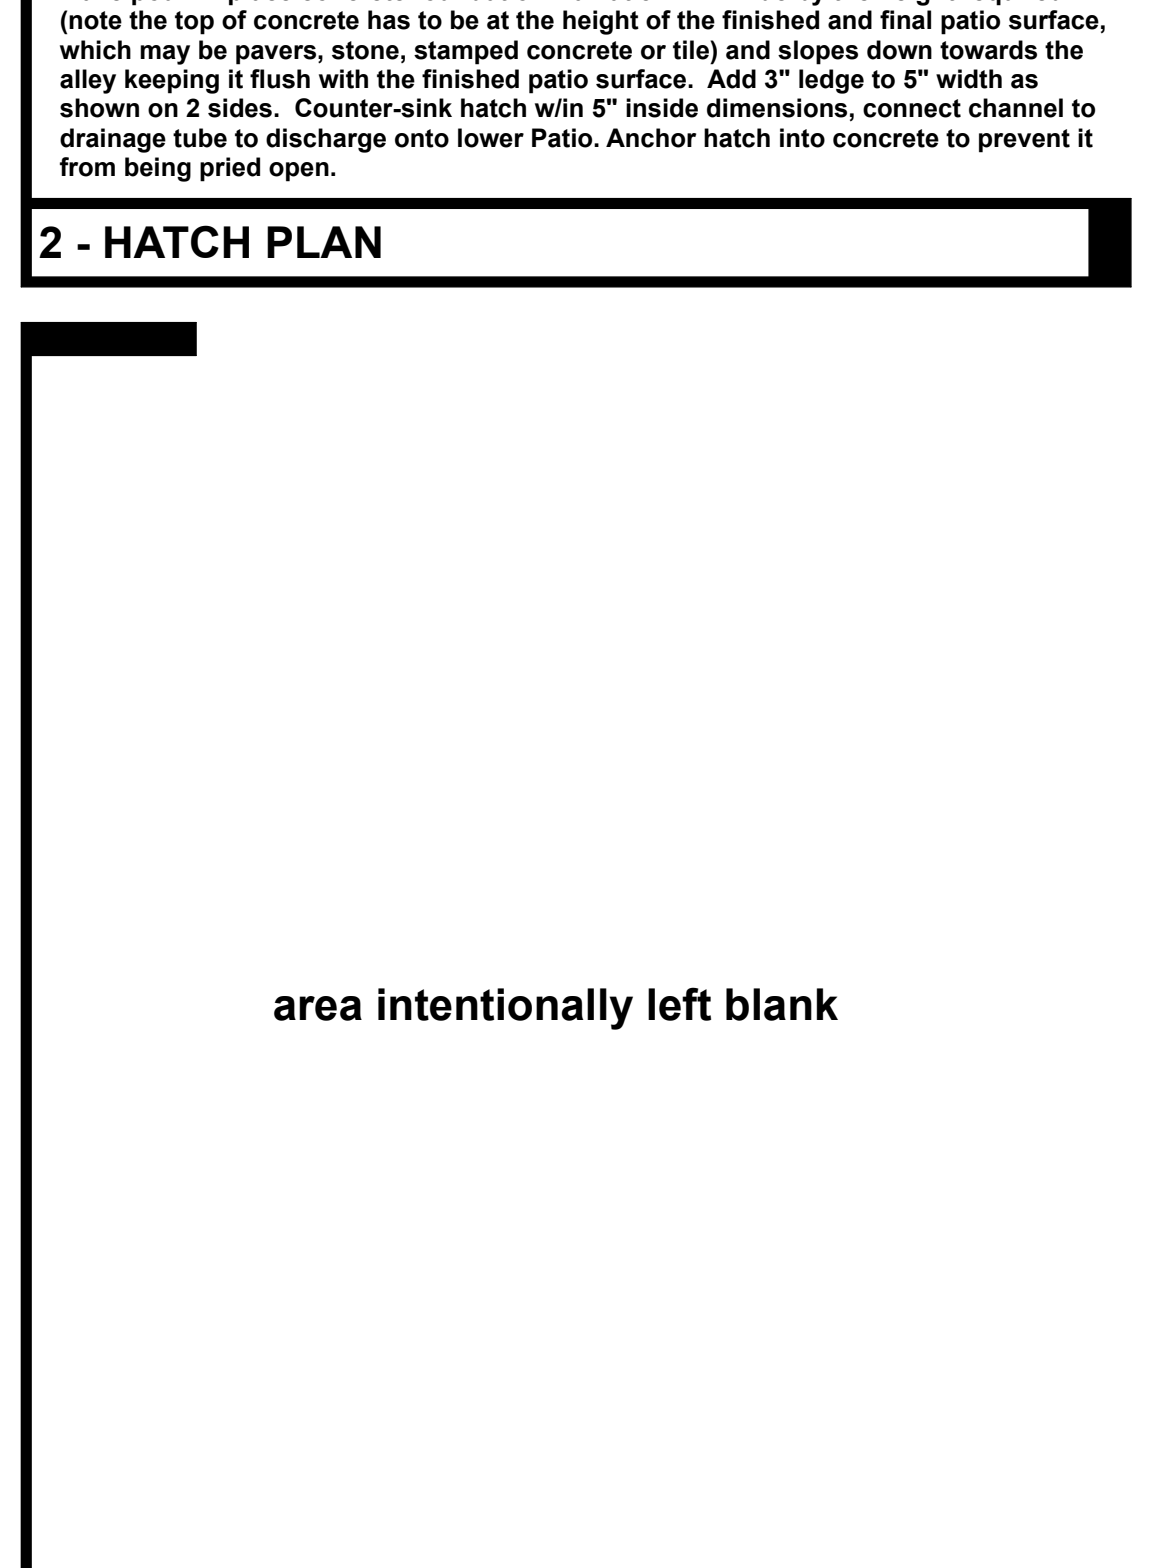 (note the top of concrete has to be at the height of the finished and final patio surface,
which may be pavers, stone, stamped concrete or tile) and slopes down towards the
alley keeping it flush with the finished patio surface.  Add 3" ledge to 5" width as
shown on 2 sides.  Counter-sink hatch w/in 5" inside dimensions, connect channel to
drainage tube to discharge onto lower Patio. Anchor hatch into concrete to prevent it
from being pried open.
2 - HATCH PLAN
area intentionally left blank